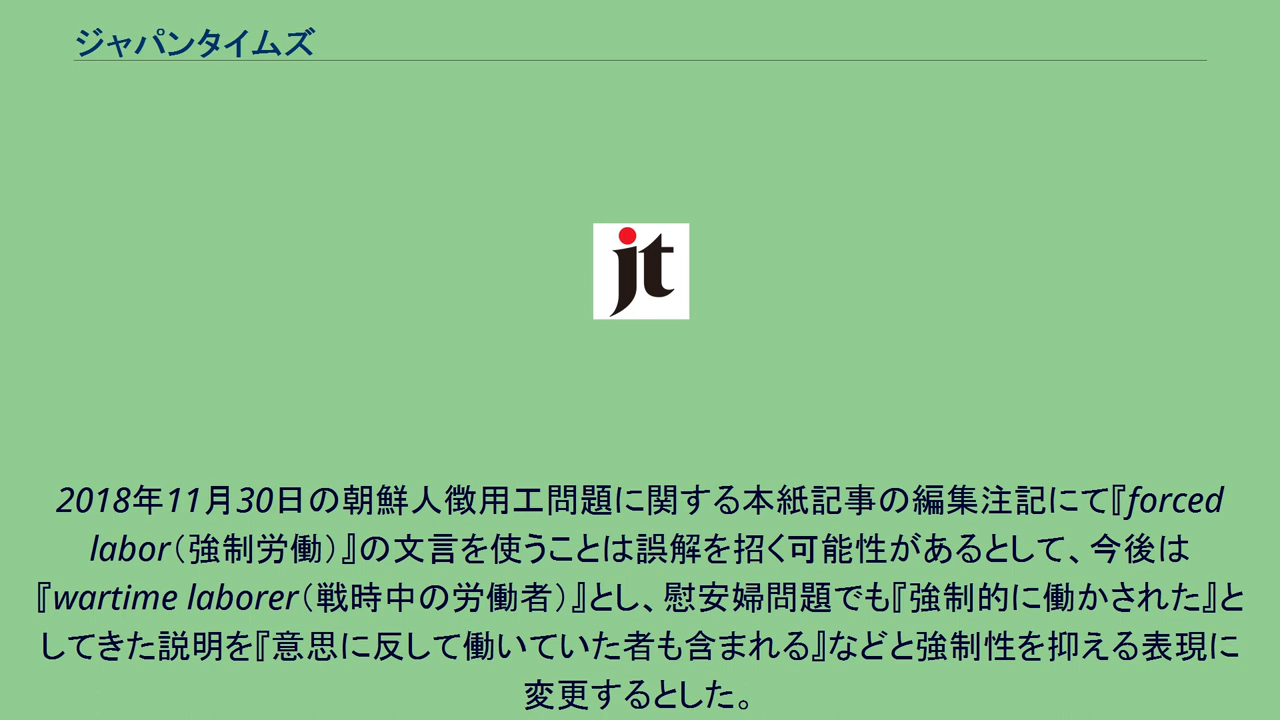 ジャパンタイムズ
jt
2018年11月30日の朝鮮人徴用工問題に関する本紙記事の編集注記にて『forced
labor（強制労働）』の文言を使うことは誤解を招く可能性があるとして、今後は
『wartime laborer（戦時中の労働者）』とし、慰安婦問題でも『強制的に働かされた』と
してきた説明を『意思に反して働いていた者も含まれる』などと強制性を抑える表現に
変更するとした。